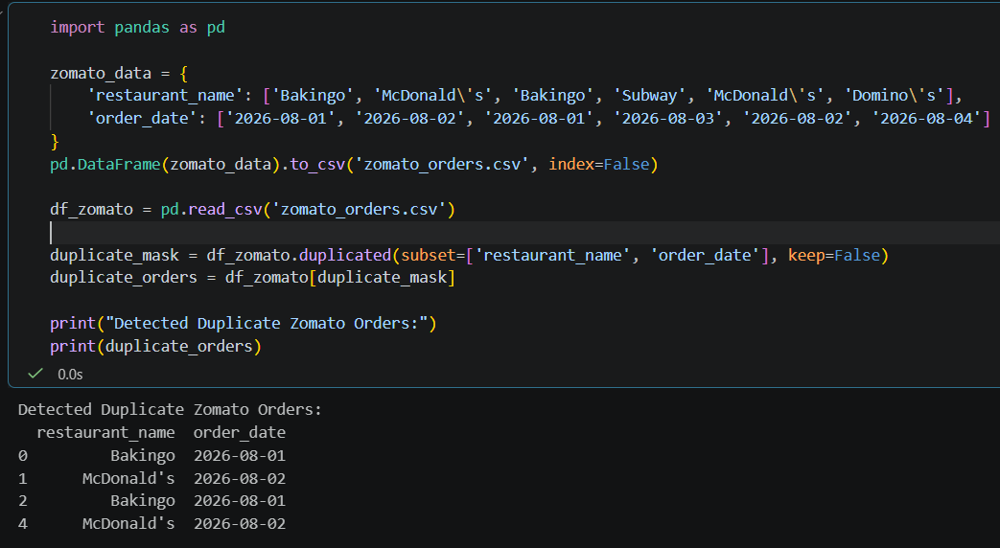 import pandas as pd
zomato_data = {
    'restaurant_name': ['Bakingo', 'McDonald\'s', 'Bakingo', 'Subway', 'McDonald\'s', 'Domino\'s'],
    'order_date': ['2026-08-01', '2026-08-02', '2026-08-01', '2026-08-03', '2026-08-02', '2026-08-04']
}
pd.DataFrame(zomato_data).to_csv('zomato_orders.csv', index=False)
df_zomato = pd.read_csv('zomato_orders.csv')
duplicate_mask = df_zomato.duplicated(subset=['restaurant_name', 'order_date'], keep=False)
duplicate_orders = df_zomato[duplicate_mask]
print("Detected Duplicate Zomato Orders:")
print(duplicate_orders)
0.0s
Detected Duplicate Zomato Orders:
  restaurant_name  order_date
0         Bakingo  2026-08-01
1      McDonald's  2026-08-02
2         Bakingo  2026-08-01
4      McDonald's  2026-08-02